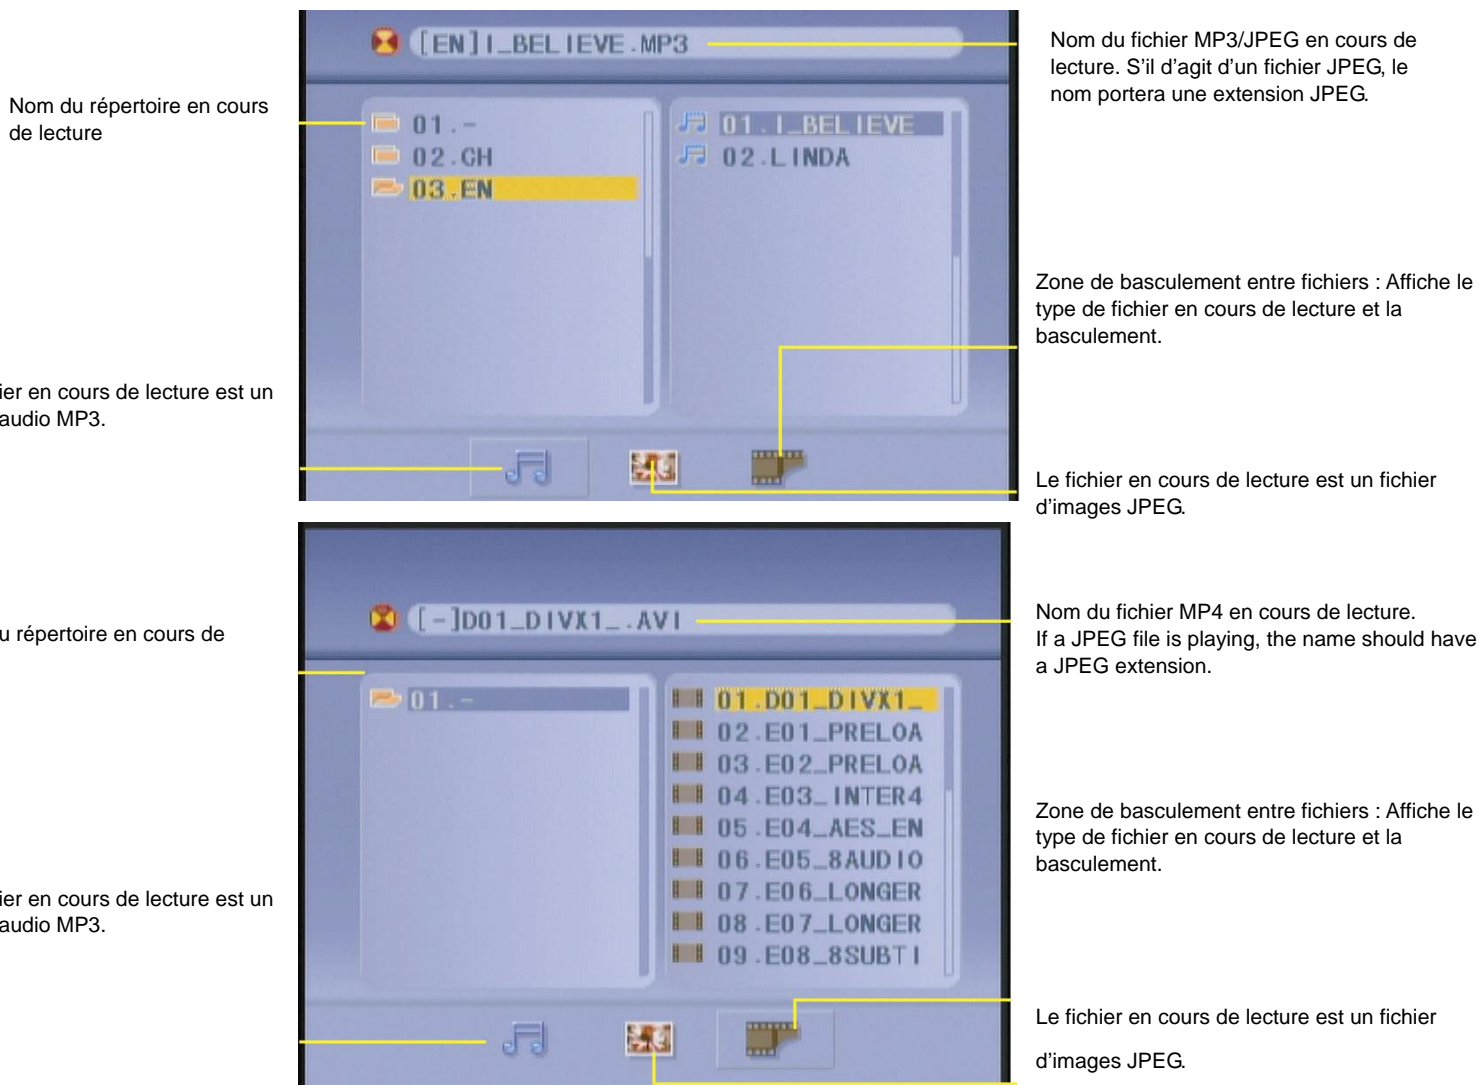 [EN]I_BELIEVE.MP3
Nom du fichier MP3/JPEG en cours de
lecture. S'il d'agit d'un fichier JPEG, le
nom portera une extension JPEG.
Nom du répertoire en cours
de lecture
01.-
02.CH
03.EN
01.I_BELIEVE
02.LINDA
Zone de basculement entre fichiers : Affiche le
type de fichier en cours de lecture et la
basculement.
ier en cours de lecture est un
audio MP3.
Le fichier en cours de lecture est un fichier
d'images JPEG.
[-]D01_DIVX1_.AVI
Nom du fichier MP4 en cours de lecture.
If a JPEG file is playing, the name should have
a JPEG extension.
u répertoire en cours de
01.-
01.D01_DIVX1_
02.E01_PRELOA
03.E02_PRELOA
04.E03_INTER4
05.E04_AES_EN
06.E05_8AUDIO
07.E06_LONGER
08.E07_LONGER
09.E08_8SUBTI
Zone de basculement entre fichiers : Affiche le
type de fichier en cours de lecture et la
basculement.
ier en cours de lecture est un
audio MP3.
Le fichier en cours de lecture est un fichier
d'images JPEG.